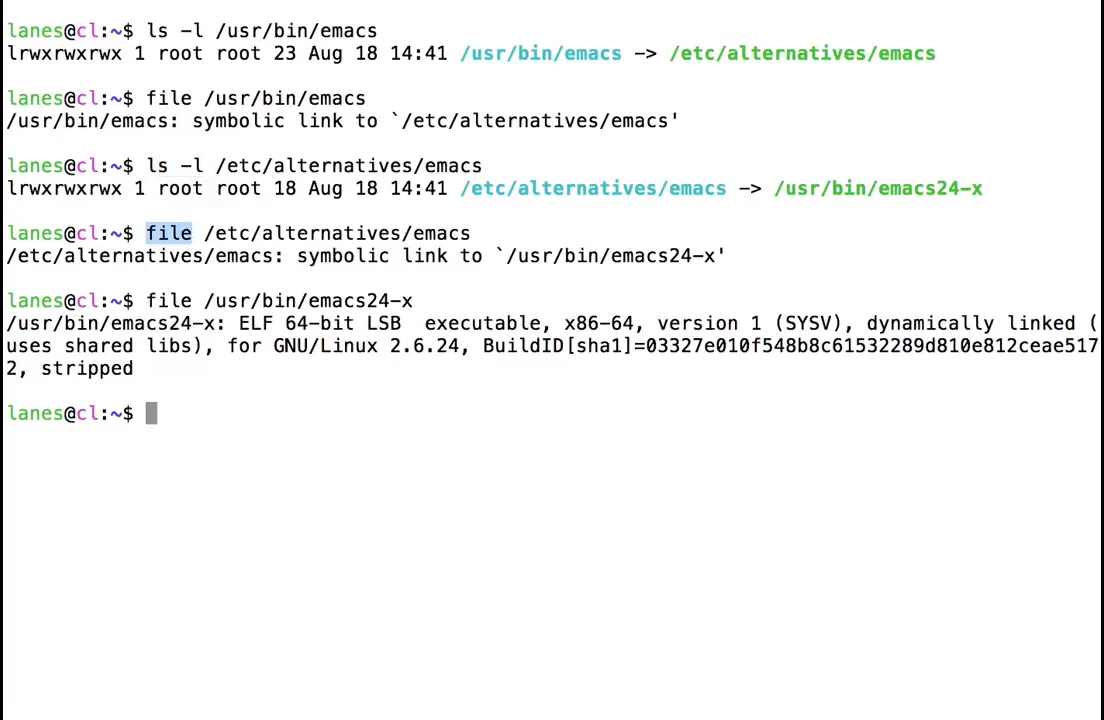 lanes@cl:~$ ls -l /usr/bin/emacs
lrwxrwxrwx 1 root root 23 Aug 18 14:41 /usr/bin/emacs -> /etc/alternatives/emacs
lanes@cl:~$ file /usr/bin/emacs
/usr/bin/emacs: symbolic link to `/etc/alternatives/emacs'
lanes@cl:~$ ls -l /etc/alternatives/emacs
lrwxrwxrwx 1 root root 18 Aug 18 14:41 /etc/alternatives/emacs -> /usr/bin/emacs24-x
lanes@cl:~$ file /etc/alternatives/emacs
/etc/alternatives/emacs: symbolic link to `/usr/bin/emacs24-x'
lanes@cl:~$ file /usr/bin/emacs24-x
/usr/bin/emacs24-x: ELF 64-bit LSB  executable, x86-64, version 1 (SYSV), dynamically linked (
uses shared libs), for GNU/Linux 2.6.24, BuildID[sha1]=03327e010f548b8c61532289d810e812ceae517
2, stripped
lanes@cl:~$